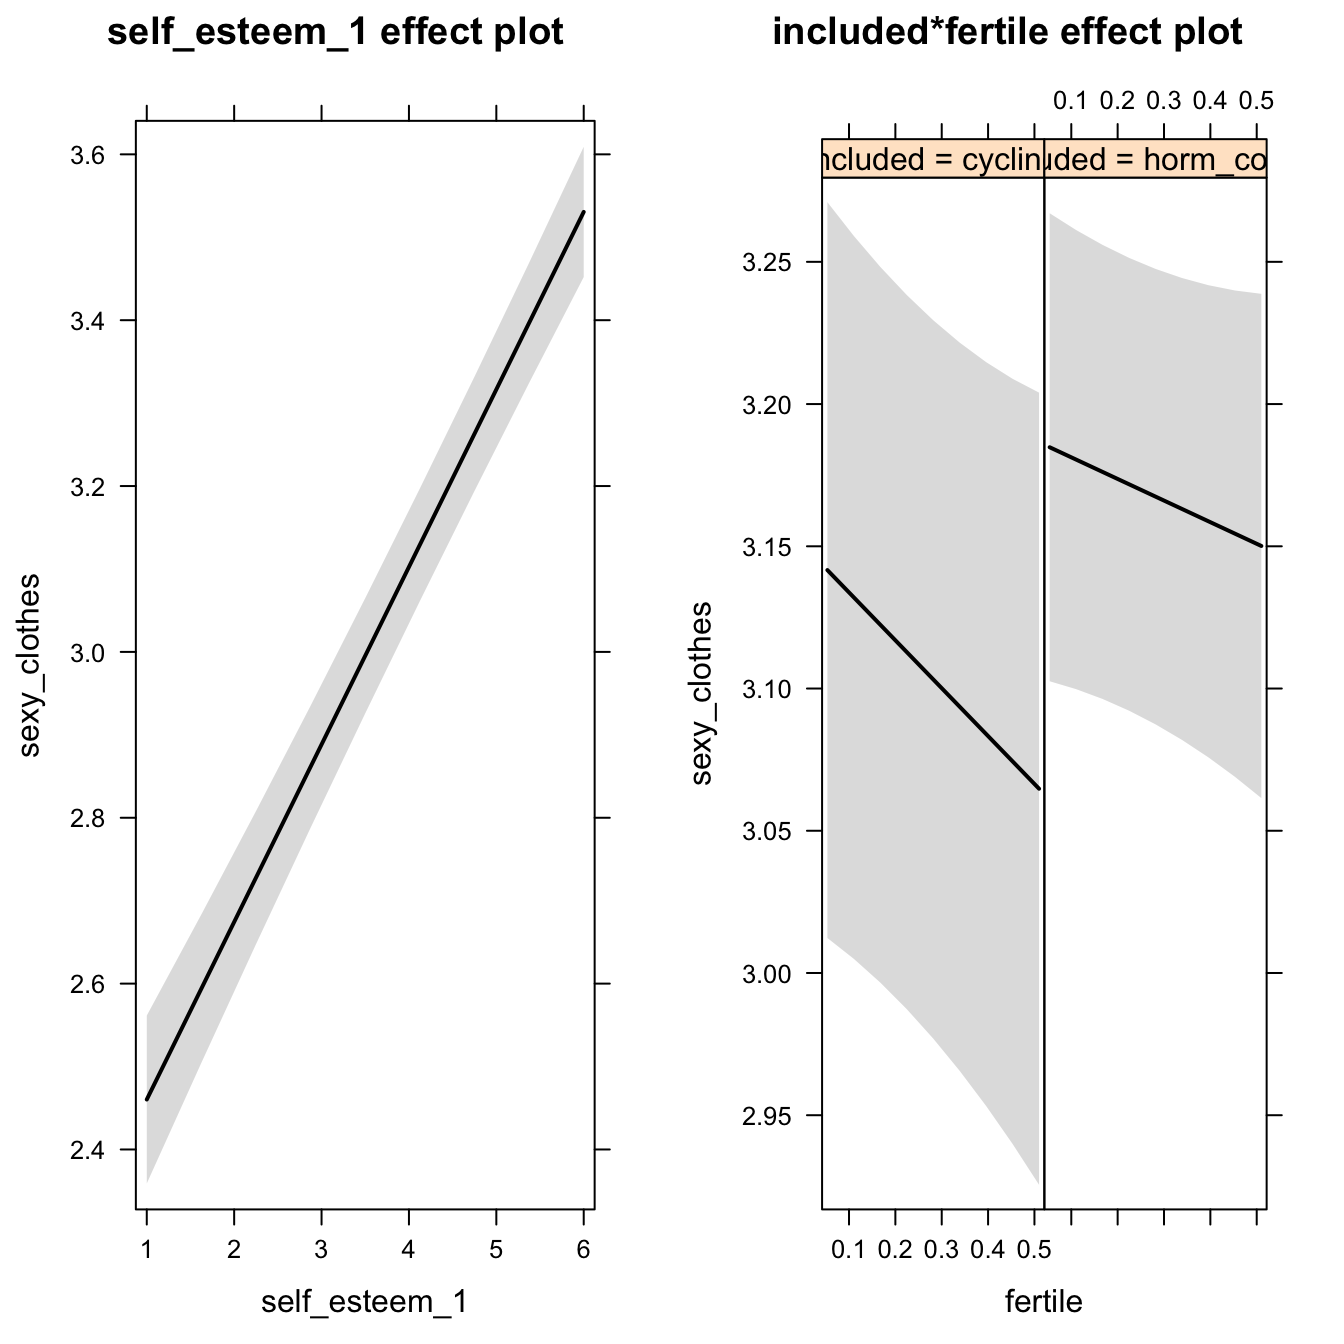 self_esteem_1 effect plot
3.6
3.4
3.2
3.0
2.8
2.6
2.4
sexy_clothes
1 2 3 4 5 6
self_esteem_1
included*fertile effect plot
0.1 0.2 0.3 0.4 0.5
ncluded = cyclin
uded = horm_co
3.25
3.20
3.15
3.10
3.05
3.00
2.95
sexy_clothes
0.1 0.2 0.3 0.4 0.5
fertile